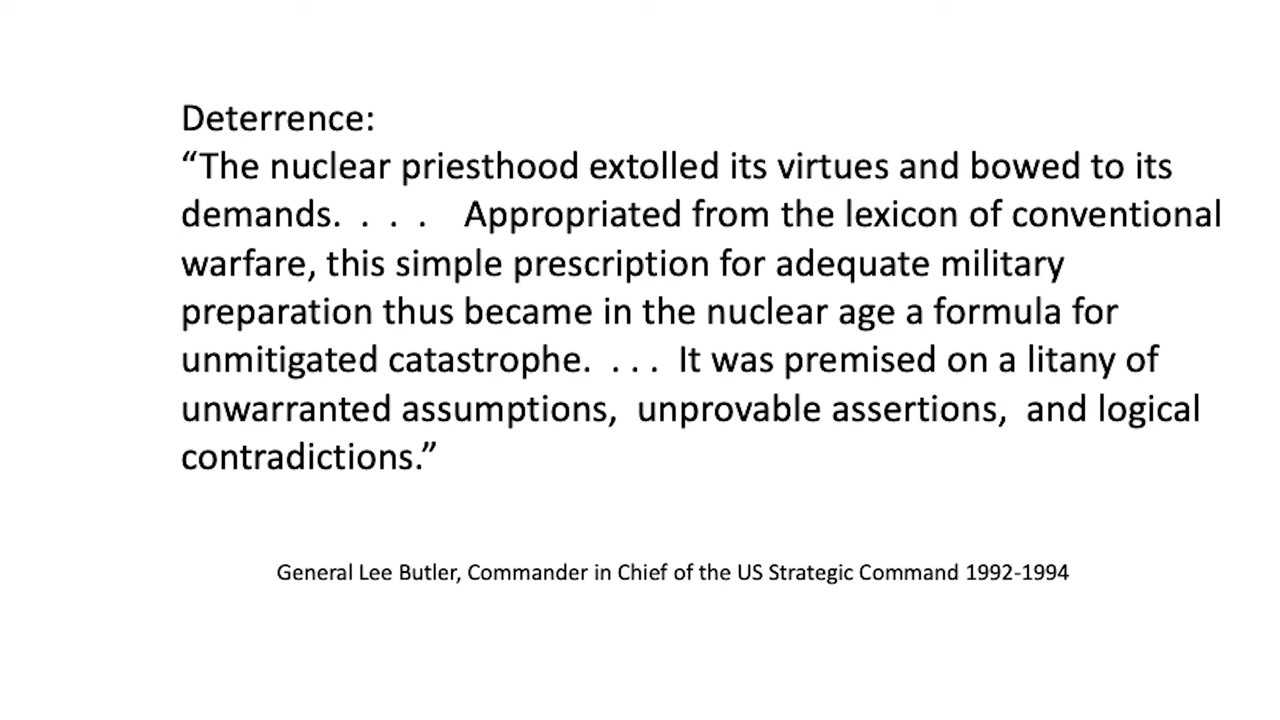 Deterrence:
“The nuclear priesthood extolled its virtues and bowed to its
demands. . . .    Appropriated from the lexicon of conventional
warfare, this simple prescription for adequate military
preparation thus became in the nuclear age a formula for
unmitigated catastrophe.  . . .  It was premised on a litany of
unwarranted assumptions,  unprovable assertions,  and logical
contradictions.”
General Lee Butler, Commander in Chief of the US Strategic Command 1992-1994